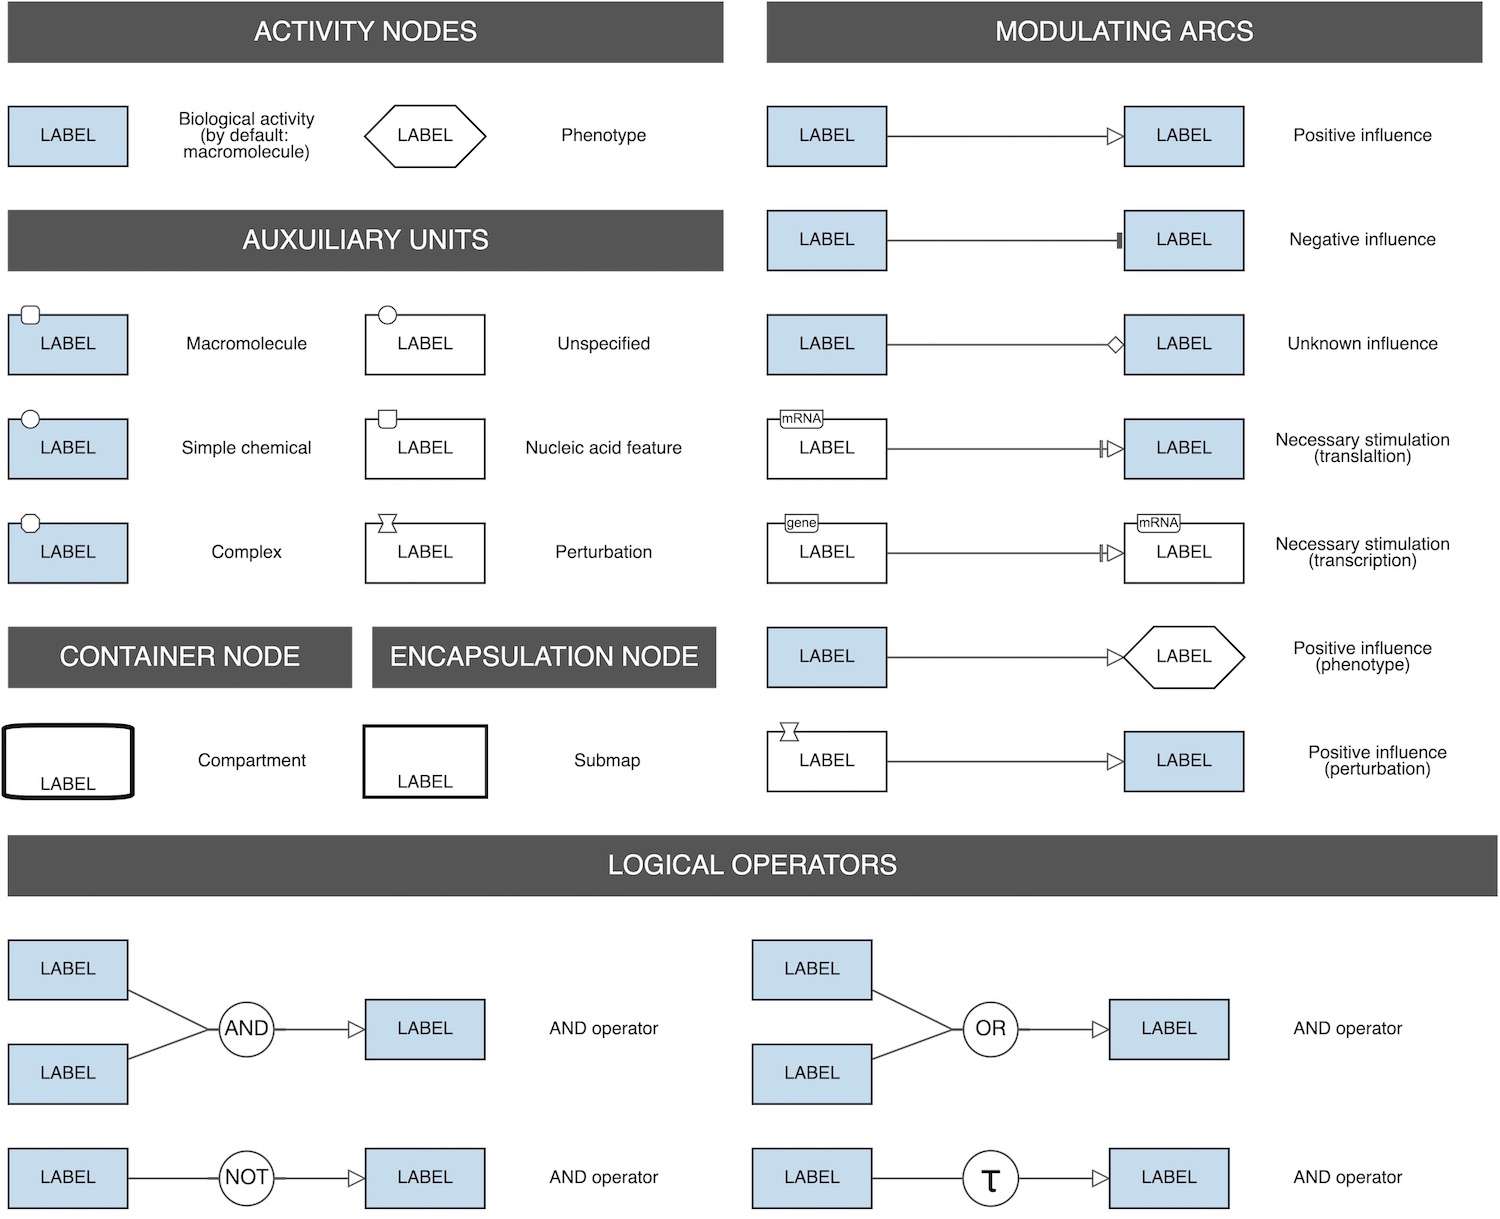 ACTIVITY NODES
LABEL
Biological activity
(by default:
macromolecule)
LABEL
Phenotype
AUXUILIARY UNITS
LABEL
Macromolecule
LABEL
Unspecified
LABEL
Simple chemical
LABEL
Nucleic acid feature
LABEL
Complex
LABEL
Perturbation
CONTAINER NODE
LABEL
Compartment
ENCAPSULATION NODE
LABEL
Submap
MODULATING ARCS
LABEL
LABEL
Positive influence
LABEL
LABEL
Negative influence
LABEL
LABEL
Unknown influence
mRNA
LABEL
LABEL
Necessary stimulation
(translaltion)
gene
LABEL
mRNA
LABEL
Necessary stimulation
(transcription)
LABEL
LABEL
Positive influence
(phenotype)
LABEL
LABEL
Positive influence
(perturbation)
LOGICAL OPERATORS
LABEL
LABEL
AND
LABEL
AND operator
LABEL
LABEL
OR
LABEL
AND operator
LABEL
NOT
LABEL
AND operator
LABEL
τ
LABEL
AND operator